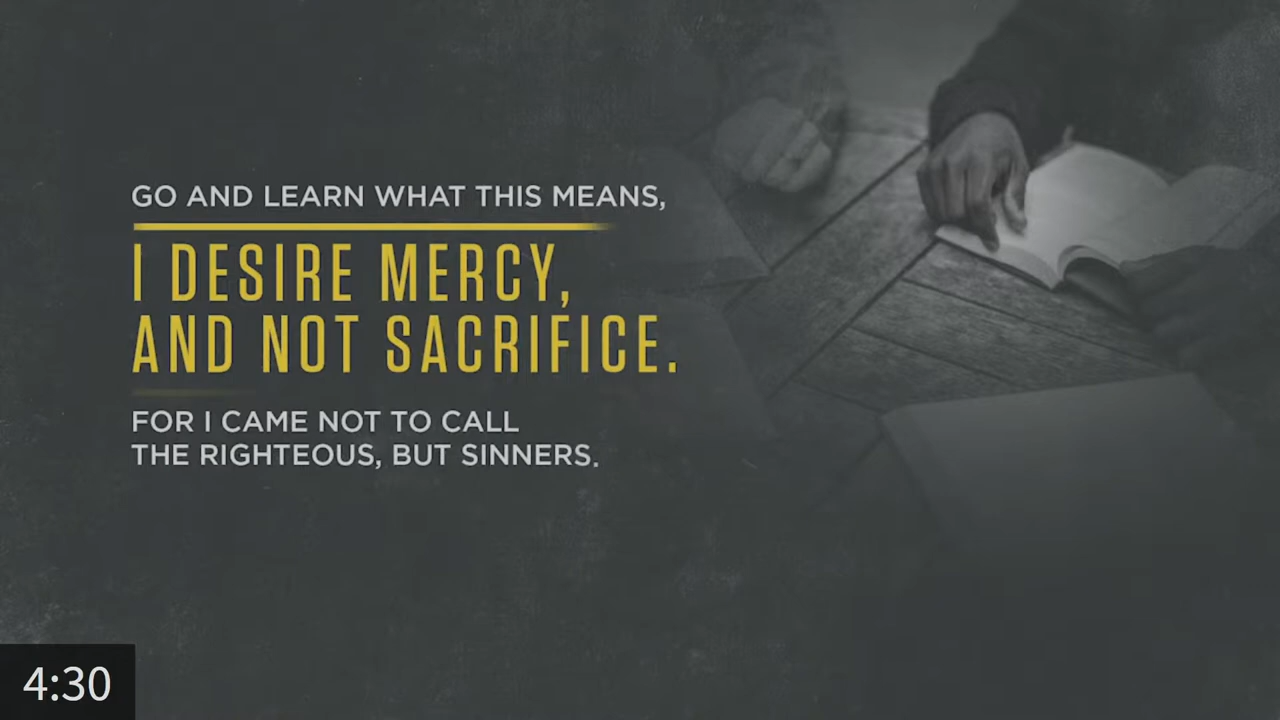 GO AND LEARN WHAT THIS MEANS,
I DESIRE MERCY,
AND NOT SACRIFICE.
FOR I CAME NOT TO CALL
THE RIGHTEOUS, BUT SINNERS.
4:30